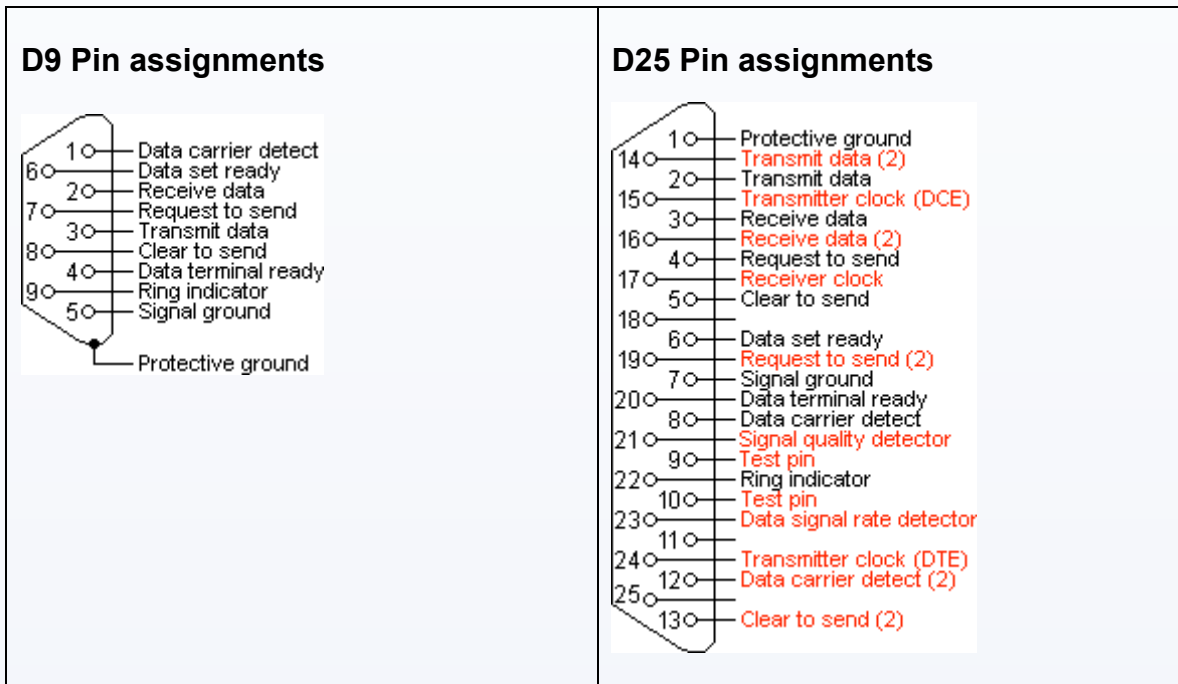 D9 Pin assignments
1 Data carrier detect
6 Data set ready
2 Receive data
7 Request to send
3 Transmit data
8 Clear to send
4 Data terminal ready
9 Ring indicator
5 Signal ground
Protective ground
D25 Pin assignments
1 Protective ground
14 Transmit data (2)
2 Transmit data
15 Transmitter clock (DCE)
3 Receive data
16 Receive data (2)
4 Request to send
17 Receiver clock
5 Clear to send
18
6 Data set ready
19 Request to send (2)
7 Signal ground
20 Data terminal ready
8 Data carrier detect
21 Signal quality detector
9 Test pin
22 Ring indicator
10 Test pin
23 Data signal rate detector
11
24 Transmitter clock (DTE)
12 Data carrier detect (2)
25
13 Clear to send (2)